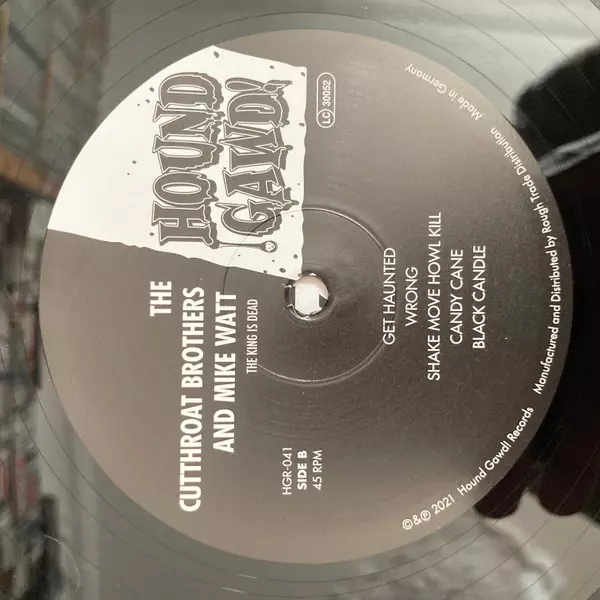 HOUND
GAWD!
LC 30052
THE
CUTTHROAT BROTHERS
AND MIKE WATT
THE KING IS DEAD
HGR-041
SIDE B
45 RPM
GET HAUNTED
WRONG
SHAKE MOVE HOWL KILL
CANDY CANE
BLACK CANDLE
©&℗ 2021 Hound Gawd! Records Manufactured and Distributed by Rough Trade Distribution Made in Germany